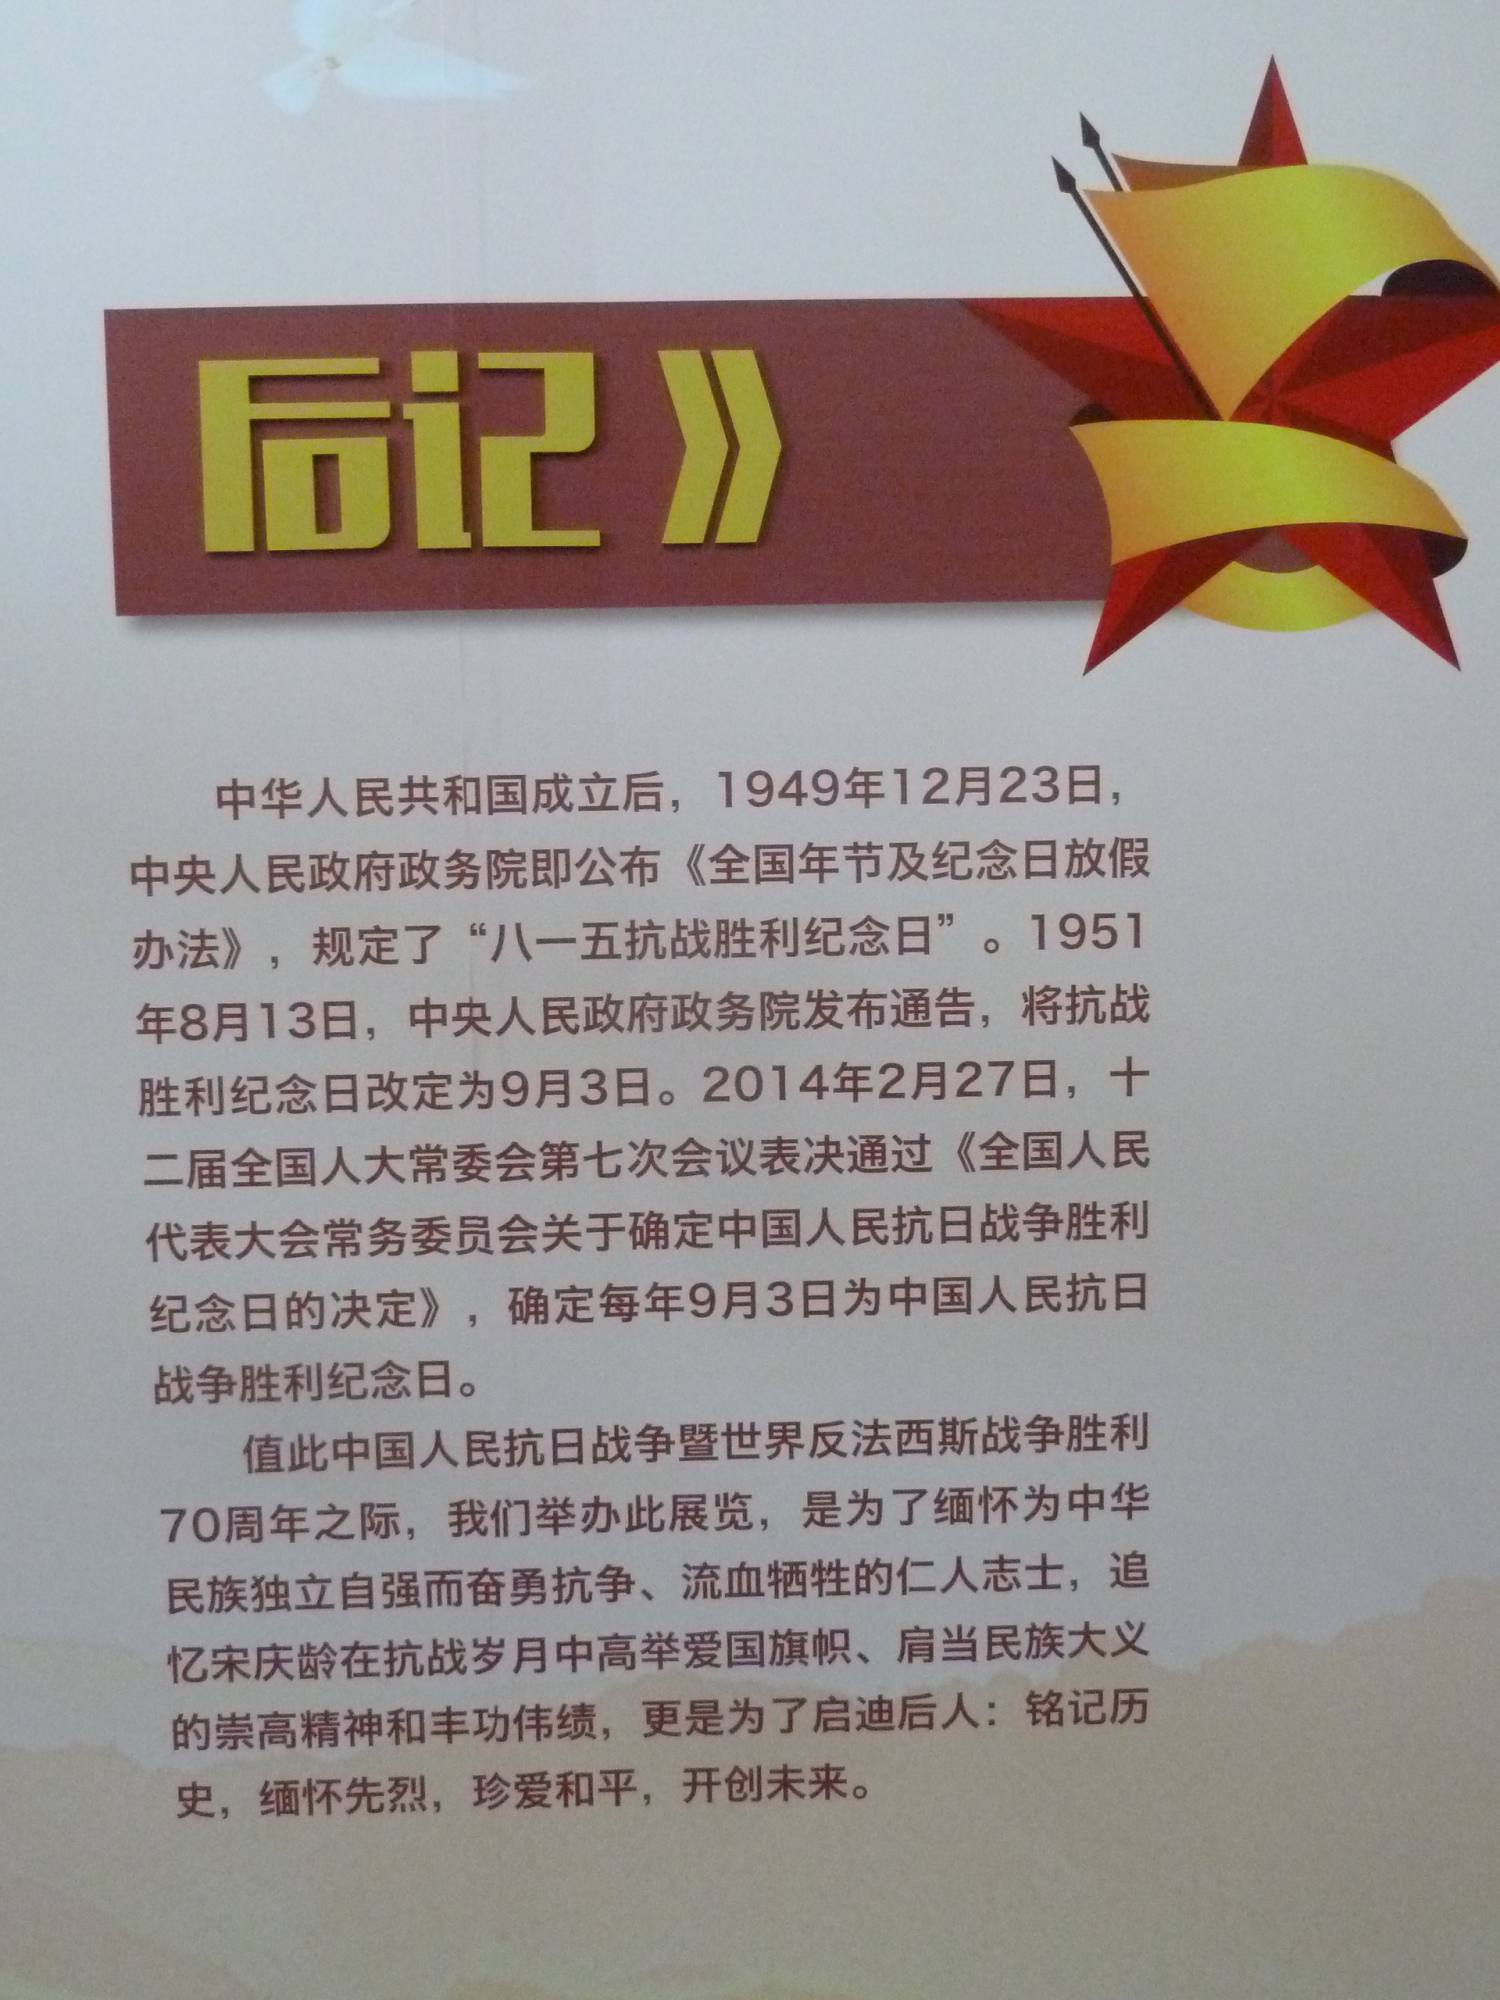 后记》
中华人民共和国成立后，1949年12月23日，
中央人民政府政务院即公布《全国年节及纪念日放假
办法》，规定了“八一五抗战胜利纪念日”。1951
年8月13日，中央人民政府政务院发布通告，将抗战
胜利纪念日改定为9月3日。2014年2月27日，十
二届全国人大常委会第七次会议表决通过《全国人民
代表大会常务委员会关于确定中国人民抗日战争胜利
纪念日的决定》，确定每年9月3日为中国人民抗日
战争胜利纪念日。
值此中国人民抗日战争暨世界反法西斯战争胜利
70周年之际，我们举办此展览，是为了缅怀为中华
民族独立自强而奋勇抗争、流血牺牲的仁人志士，追
忆宋庆龄在抗战岁月中高举爱国旗帜、肩当民族大义
的崇高精神和丰功伟绩，更是为了启迪后人：铭记历
史，缅怀先烈，珍爱和平，开创未来。